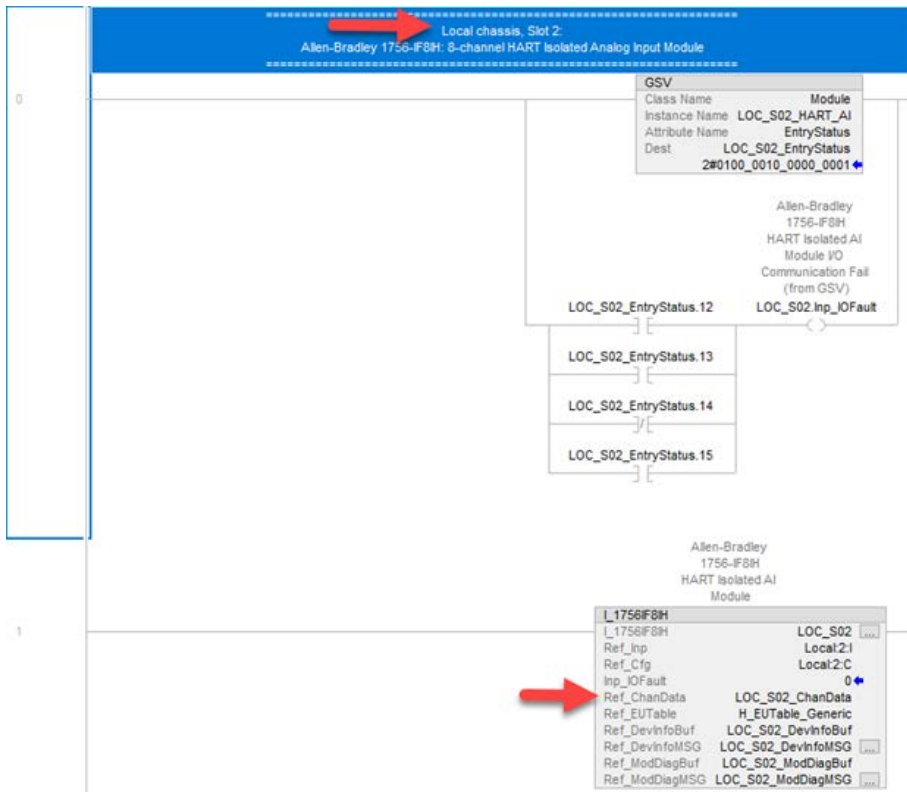 ==========================================================
Local chassis, Slot 2:
Allen-Bradley 1756-IF8IH: 8-channel HART Isolated Analog Input Module
==========================================================
0
GSV
Class Name Module
Instance Name LOC_S02_HART_AI
Attribute Name EntryStatus
Dest LOC_S02_EntryStatus
2#0100_0010_0000_0001
Allen-Bradley
1756-IF8IH
HART Isolated AI
Module I/O
Communication Fail
(from GSV)
LOC_S02_EntryStatus.12 LOC_S02.Inp_IOFault
LOC_S02_EntryStatus.13
LOC_S02_EntryStatus.14
LOC_S02_EntryStatus.15
Allen-Bradley
1756-IF8IH
HART Isolated AI
Module
1
I_1756IF8IH
I_1756IF8IH LOC_S02 ...
Ref_Inp Local:2:I
Ref_Cfg Local:2:C
Inp_IOFault 0
Ref_ChanData LOC_S02_ChanData
Ref_EUTable H_EUTable_Generic
Ref_DevInfoBuf LOC_S02_DevInfoBuf
Ref_DevInfoMSG LOC_S02_DevInfoMSG ...
Ref_ModDiagBuf LOC_S02_ModDiagBuf
Ref_ModDiagMSG LOC_S02_ModDiagMSG ...